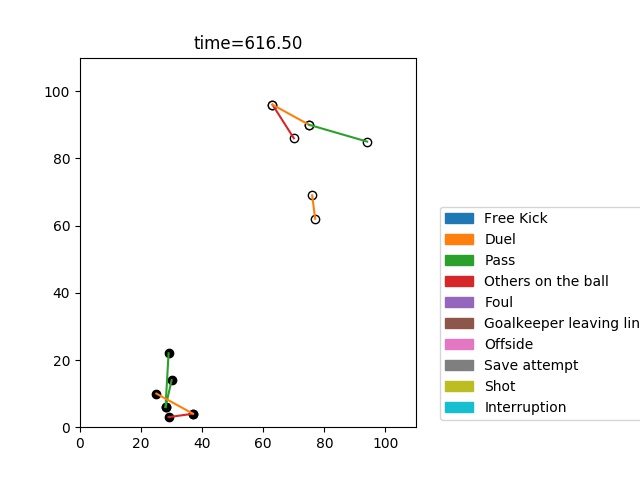 time=616.50
100
80
60
40
20
0
0 20 40 60 80 100
Free Kick
Duel
Pass
Others on the ball
Foul
Goalkeeper leaving lin
Offside
Save attempt
Shot
Interruption